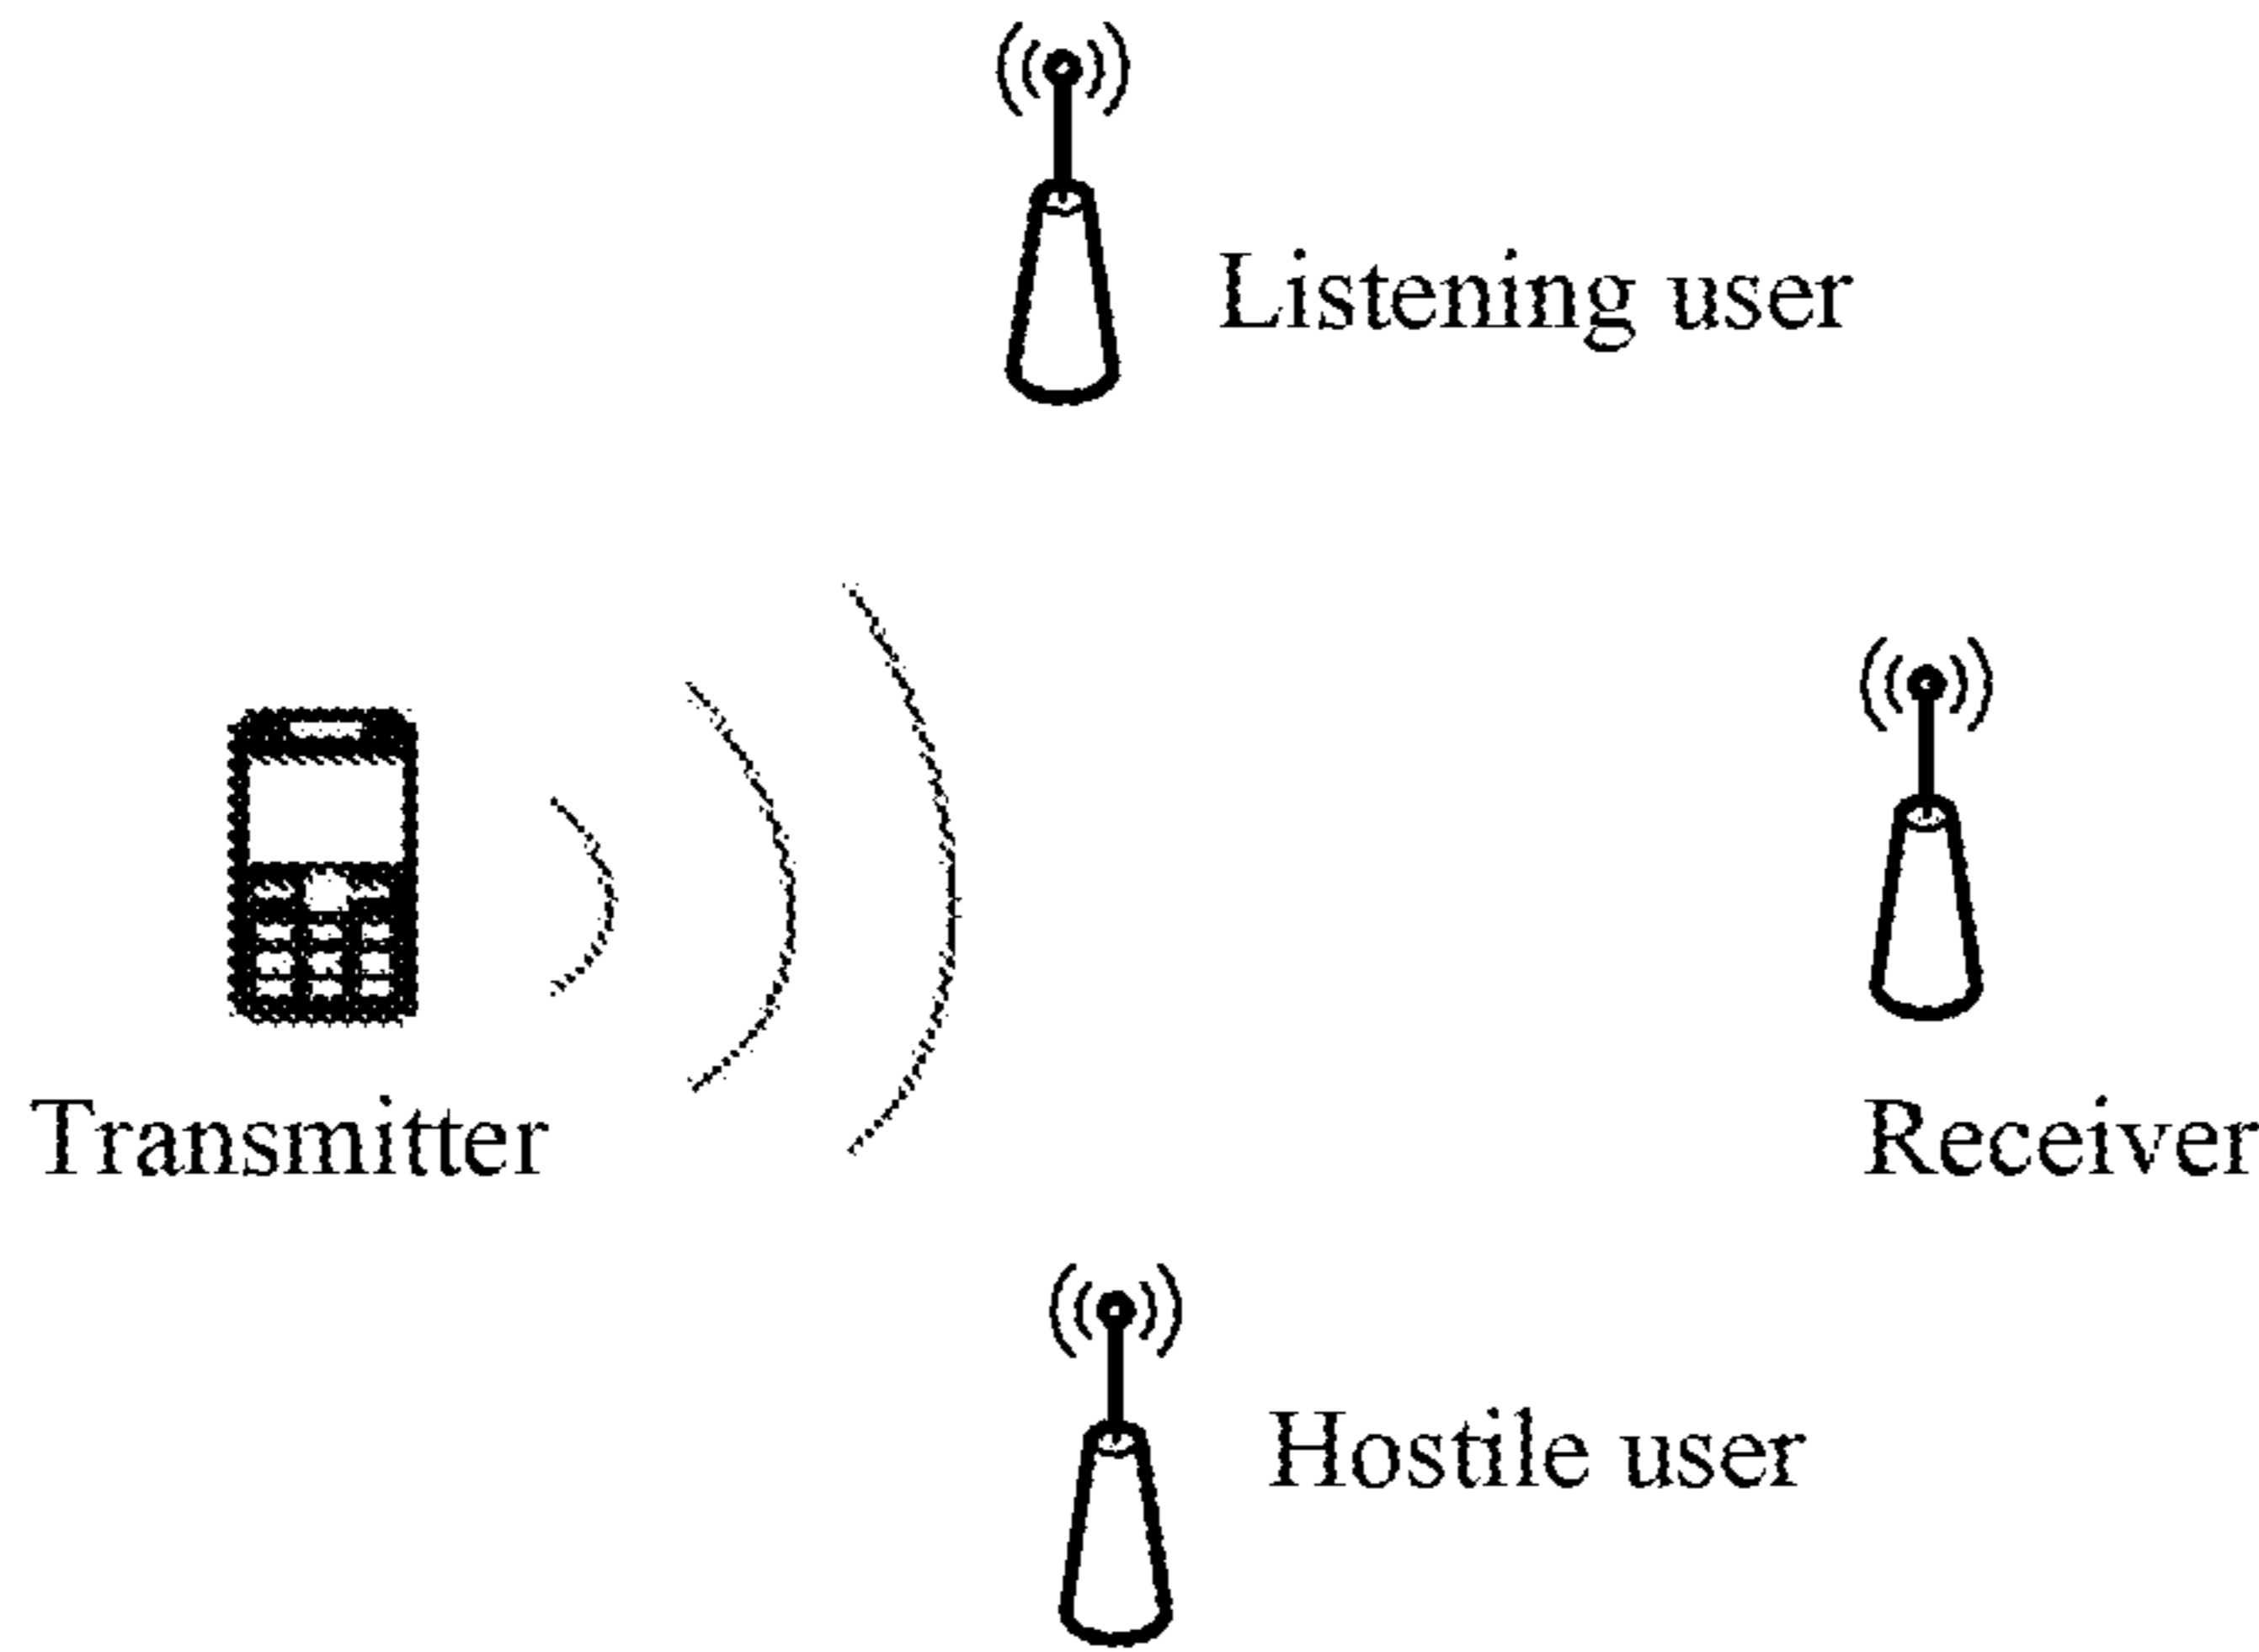 Listening user
Transmitter
Receiver
Hostile user